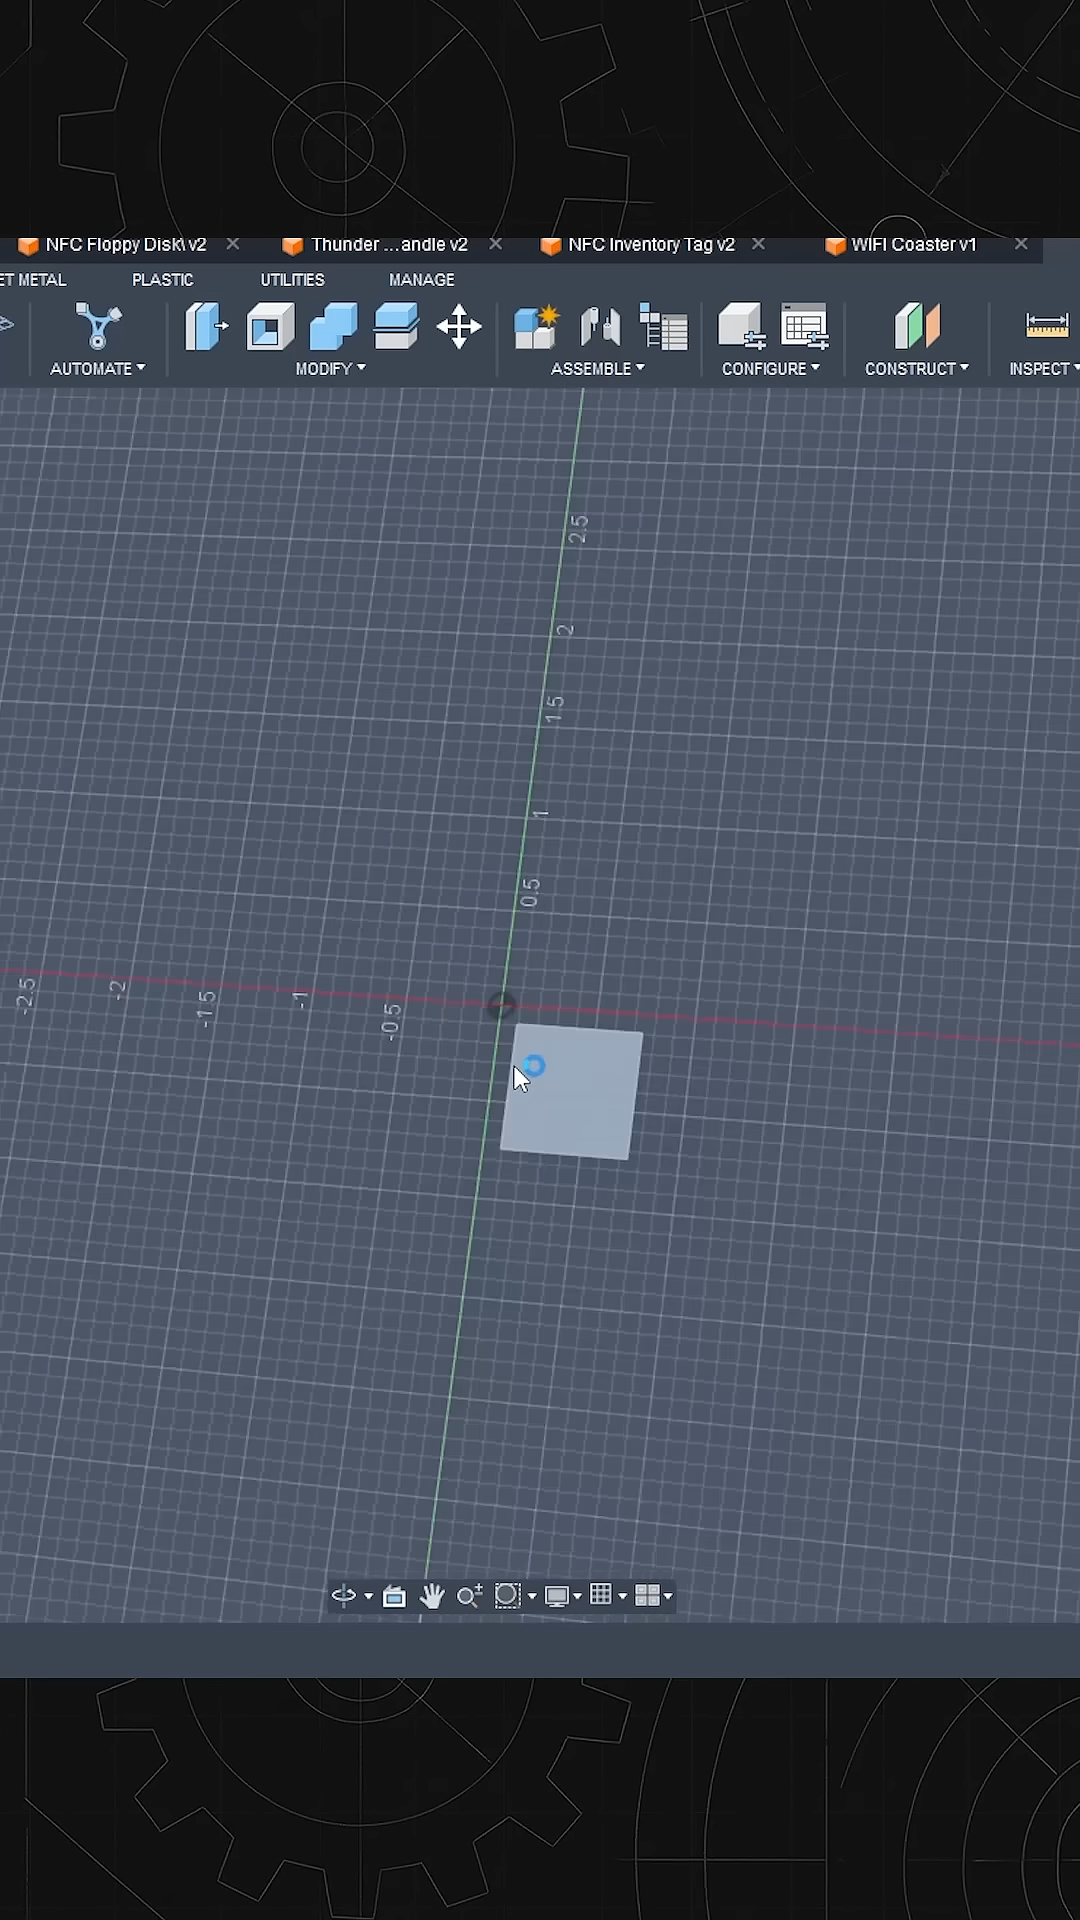 NFC Floppy Disk v2
Thunder ...andle v2
NFC Inventory Tag v2
WIFI Coaster v1
ET METAL
PLASTIC
UTILITIES
MANAGE
AUTOMATE
MODIFY
ASSEMBLE
CONFIGURE
CONSTRUCT
INSPECT
2.5
2
1.5
1
0.5
-2.5
-2
-1.5
-1
-0.5